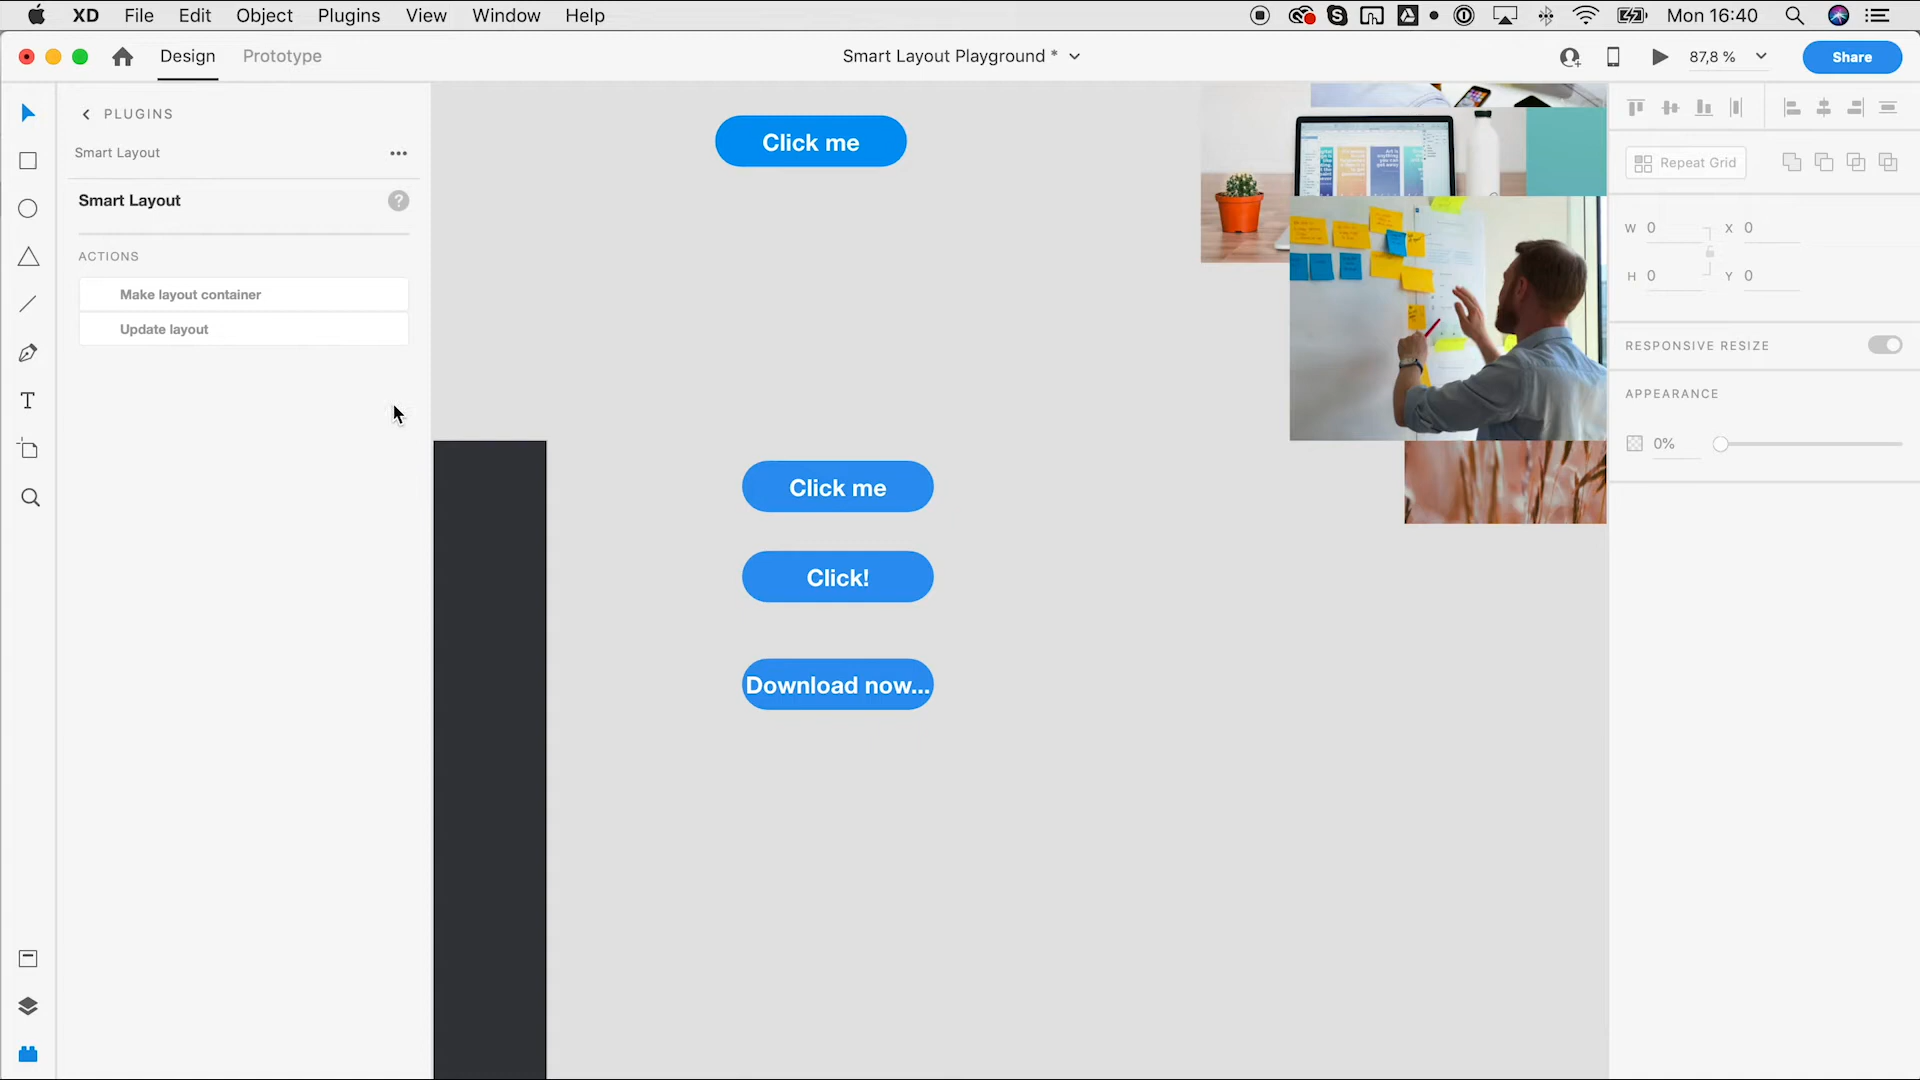 XD File Edit Object Plugins View Window Help
Mon 16:40
Design Prototype
Smart Layout Playground *
87,8 %
Share
PLUGINS
Smart Layout
Smart Layout
?
ACTIONS
Make layout container
Update layout
Click me
Click me
Click!
Download now...
Repeat Grid
W 0 X 0
H 0 Y 0
RESPONSIVE RESIZE
APPEARANCE
0%